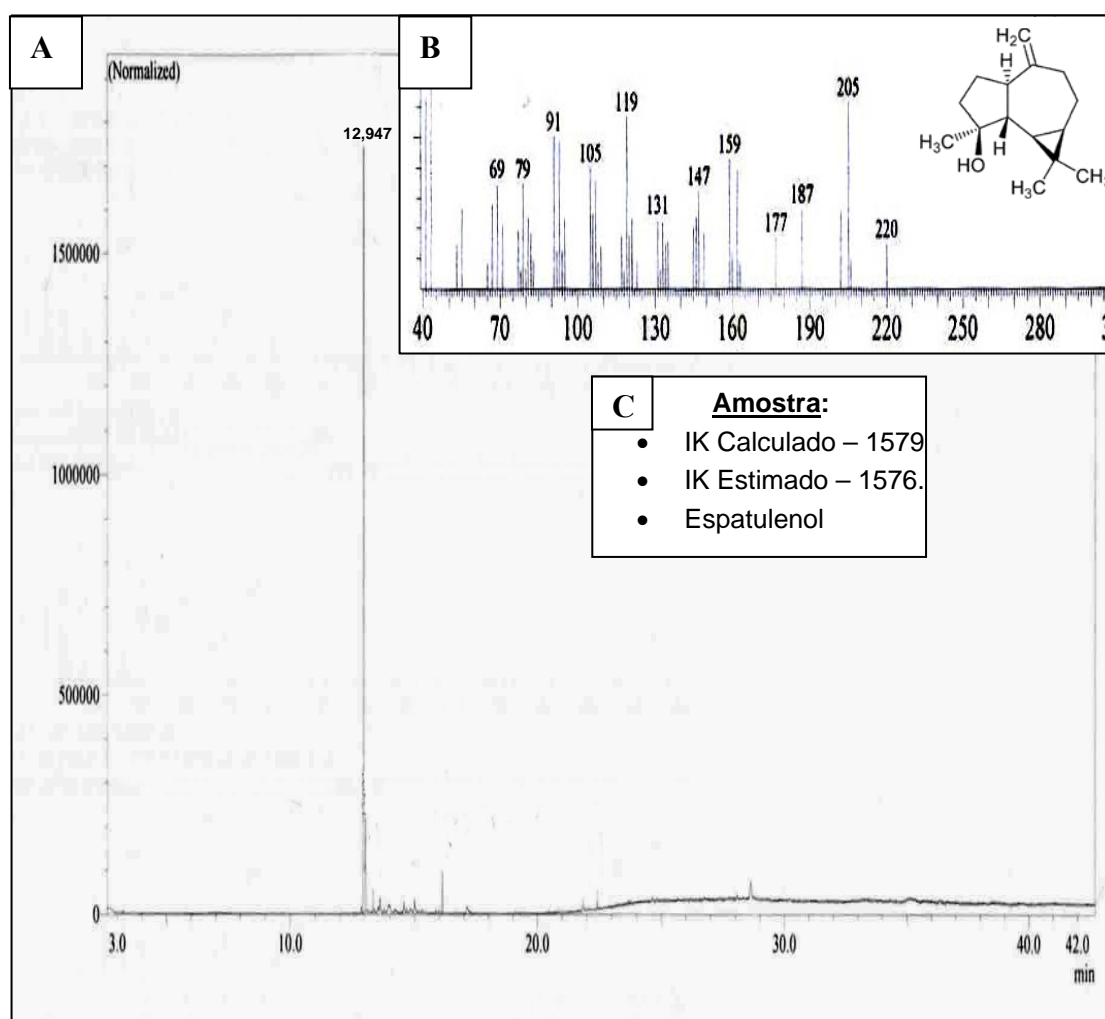 A
(Normalized)
12,947
1500000
1000000
500000
0
3.0 10.0 20.0 30.0 40.0 42.0
min
B
69 79 91 105 119 131 147 159 177 187 205 220
40 70 100 130 160 190 220 250 280 3
H₂C
H
H₃C
HO
H
H₃C
CH₃
C
Amostra:
• IK Calculado – 1579
• IK Estimado – 1576.
• Espatulenol